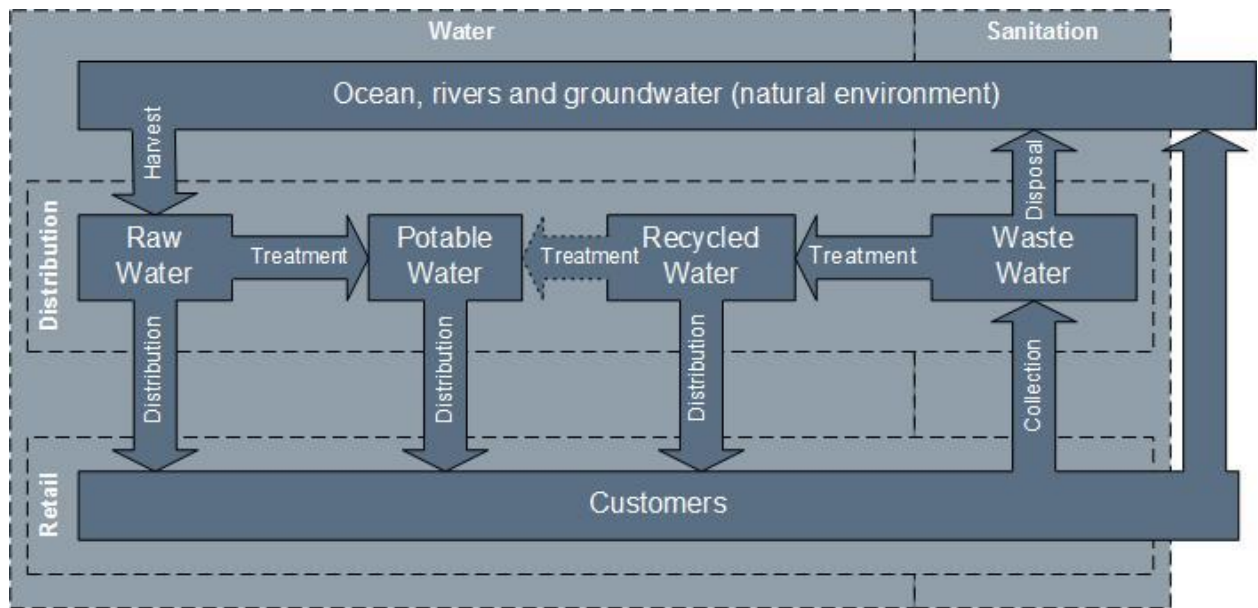 Water
Sanitation
Ocean, rivers and groundwater (natural environment)
Harvest
Disposal
Distribution
Raw
Water
Treatment
Potable
Water
Treatment
Recycled
Water
Treatment
Waste
Water
Distribution
Distribution
Distribution
Collection
Retail
Customers